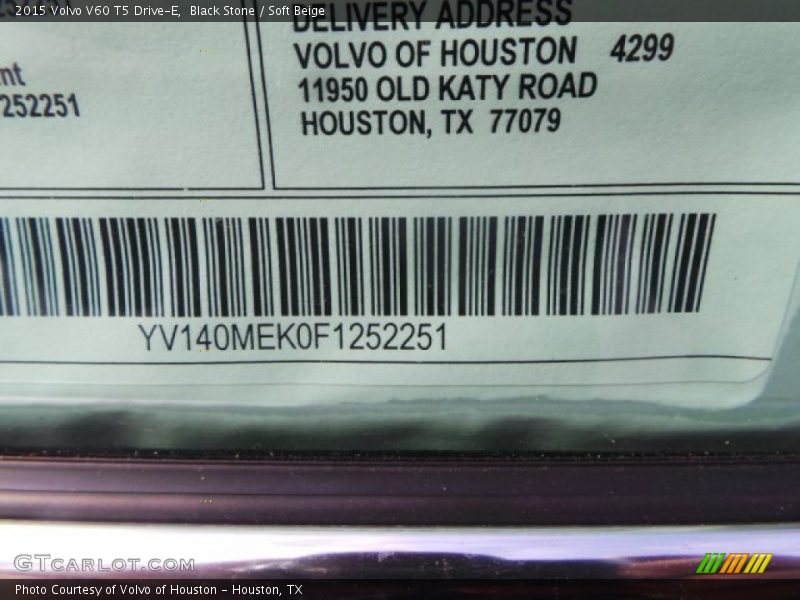 2015 Volvo V60 T5 Drive-E, Black Stone / Soft Beige
DELIVERY ADDRESS
VOLVO OF HOUSTON 4299
11950 OLD KATY ROAD
HOUSTON, TX 77079
nt
252251
YV140MEK0F1252251
GTcarlot.com
Photo Courtesy of Volvo of Houston - Houston, TX